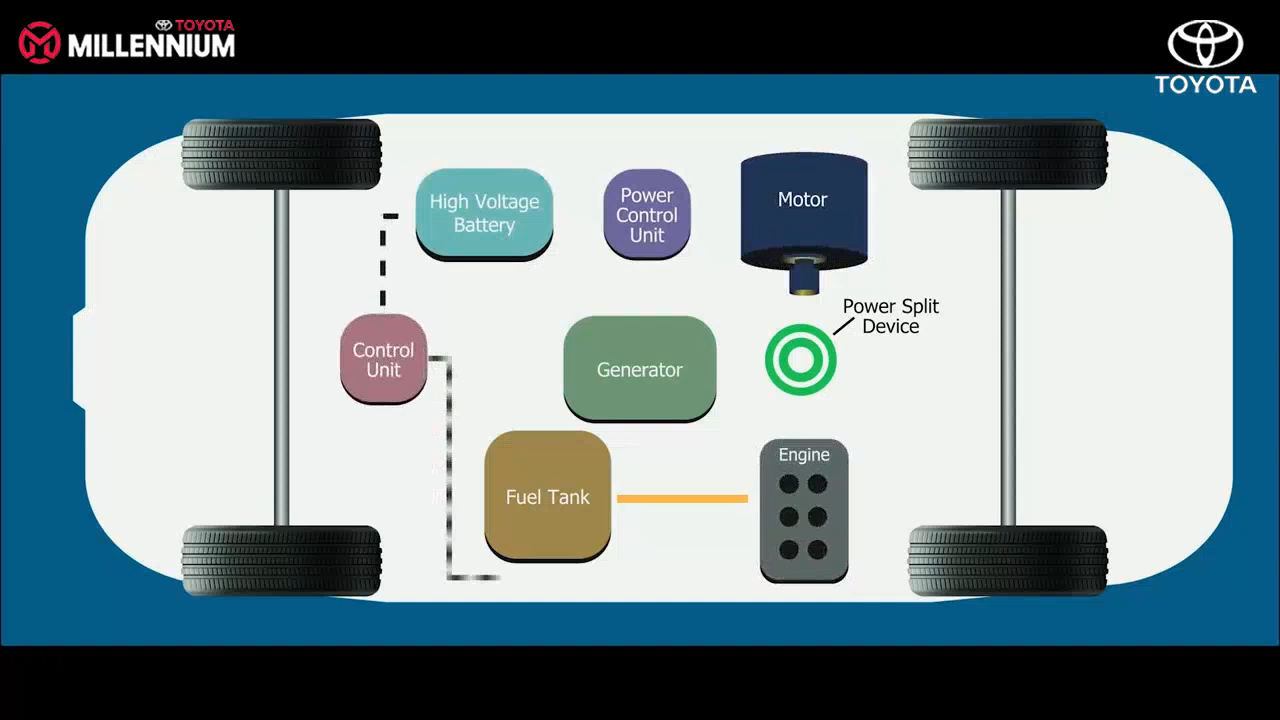 TOYOTA
MILLENNIUM
TOYOTA
High Voltage
Battery
Power
Control
Unit
Motor
Power Split
Device
Control
Unit
Generator
Engine
Fuel Tank